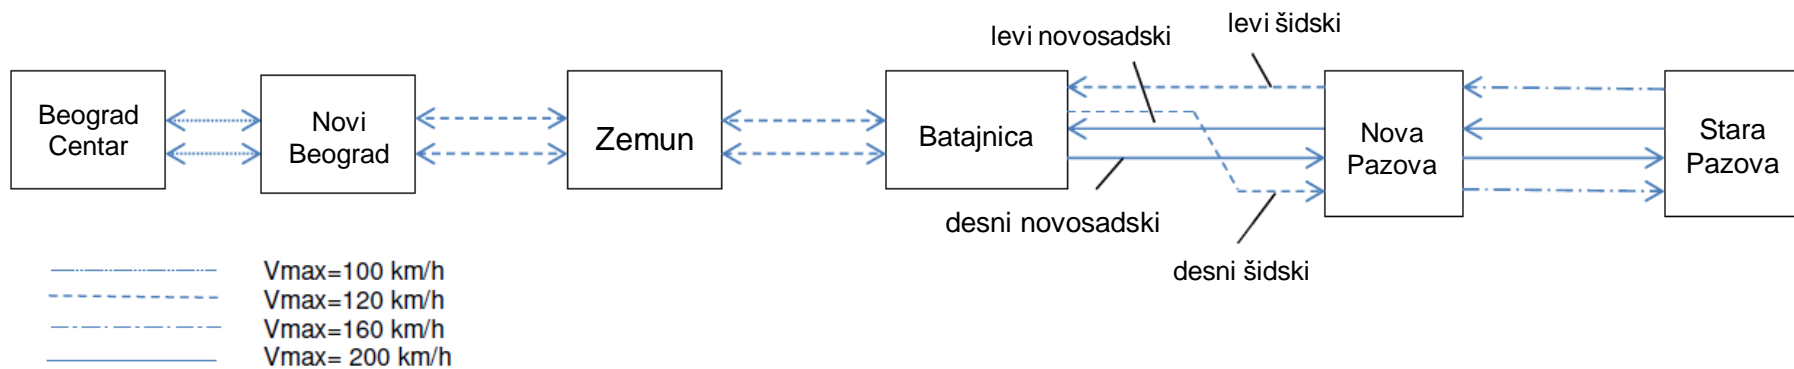 levi novosadski
levi šidski
Beograd
Centar
Novi
Beograd
Zemun
Batajnica
Nova
Pazova
Stara
Pazova
desni novosadski
desni šidski
Vmax=100 km/h
Vmax=120 km/h
Vmax=160 km/h
Vmax= 200 km/h